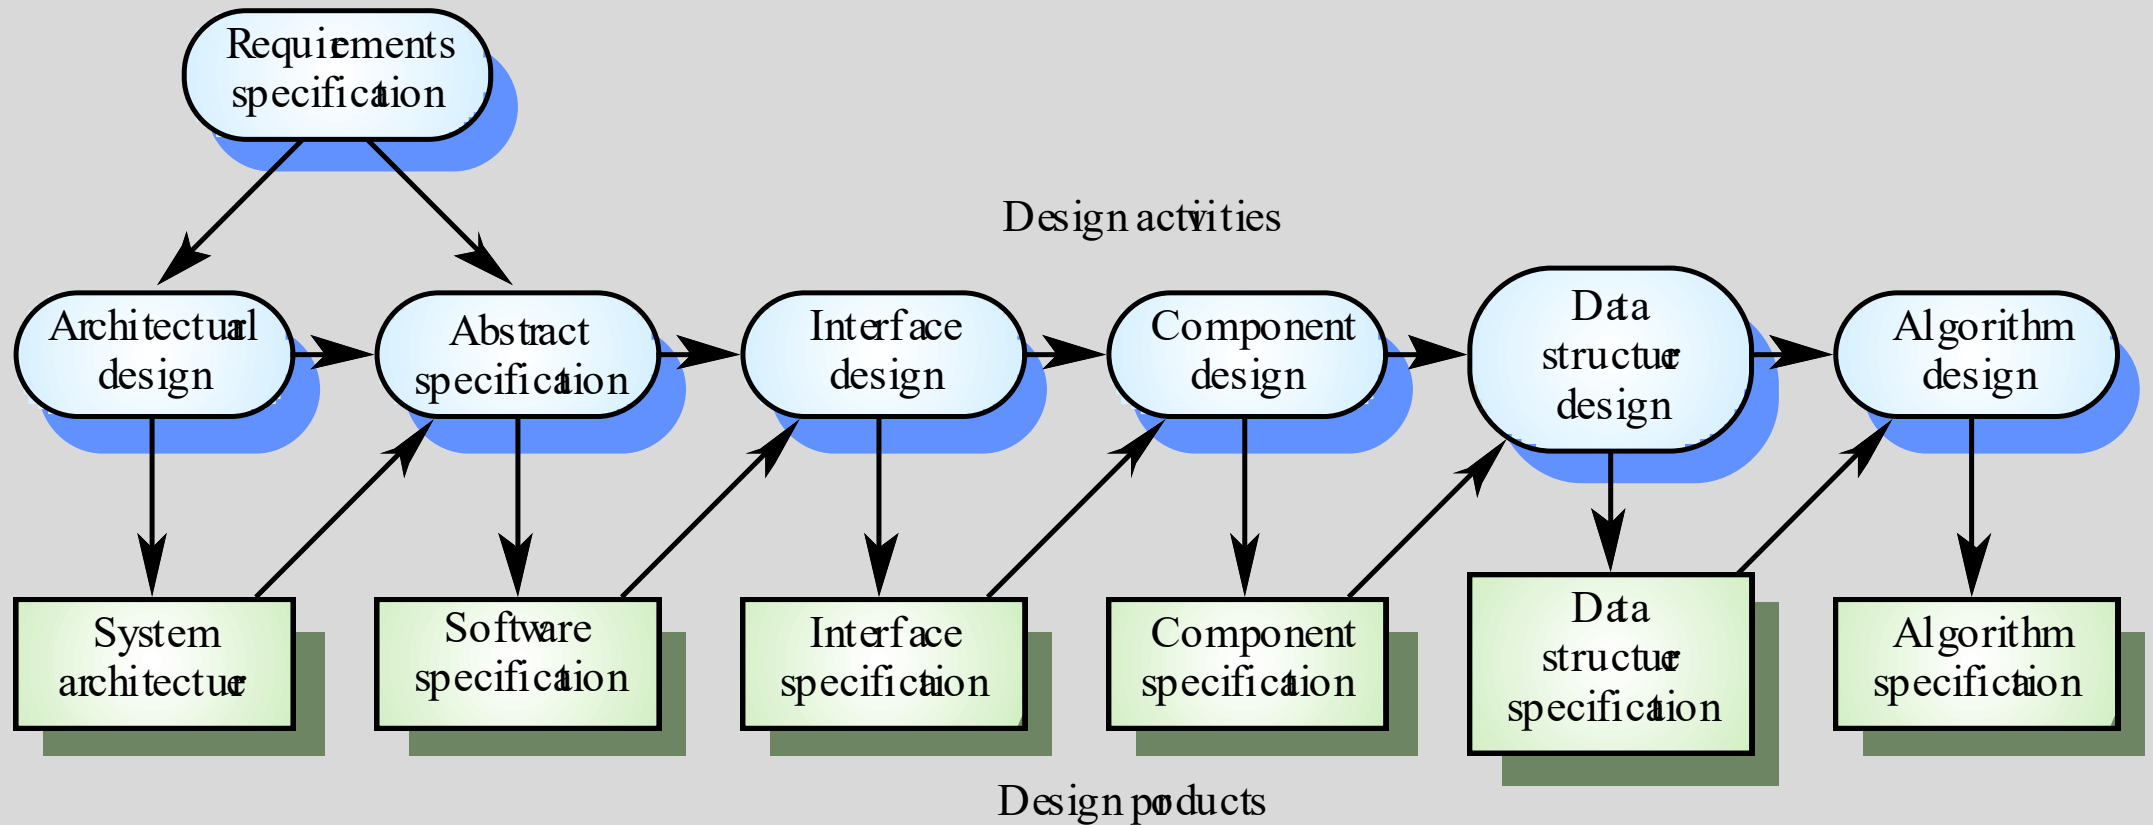 Requirements
specification
Design activities
Architectural
design
Abstract
specification
Interface
design
Component
design
Data
structure
design
Algorithm
design
System
architecture
Software
specification
Interface
specification
Component
specification
Data
structure
specification
Algorithm
specification
Design products